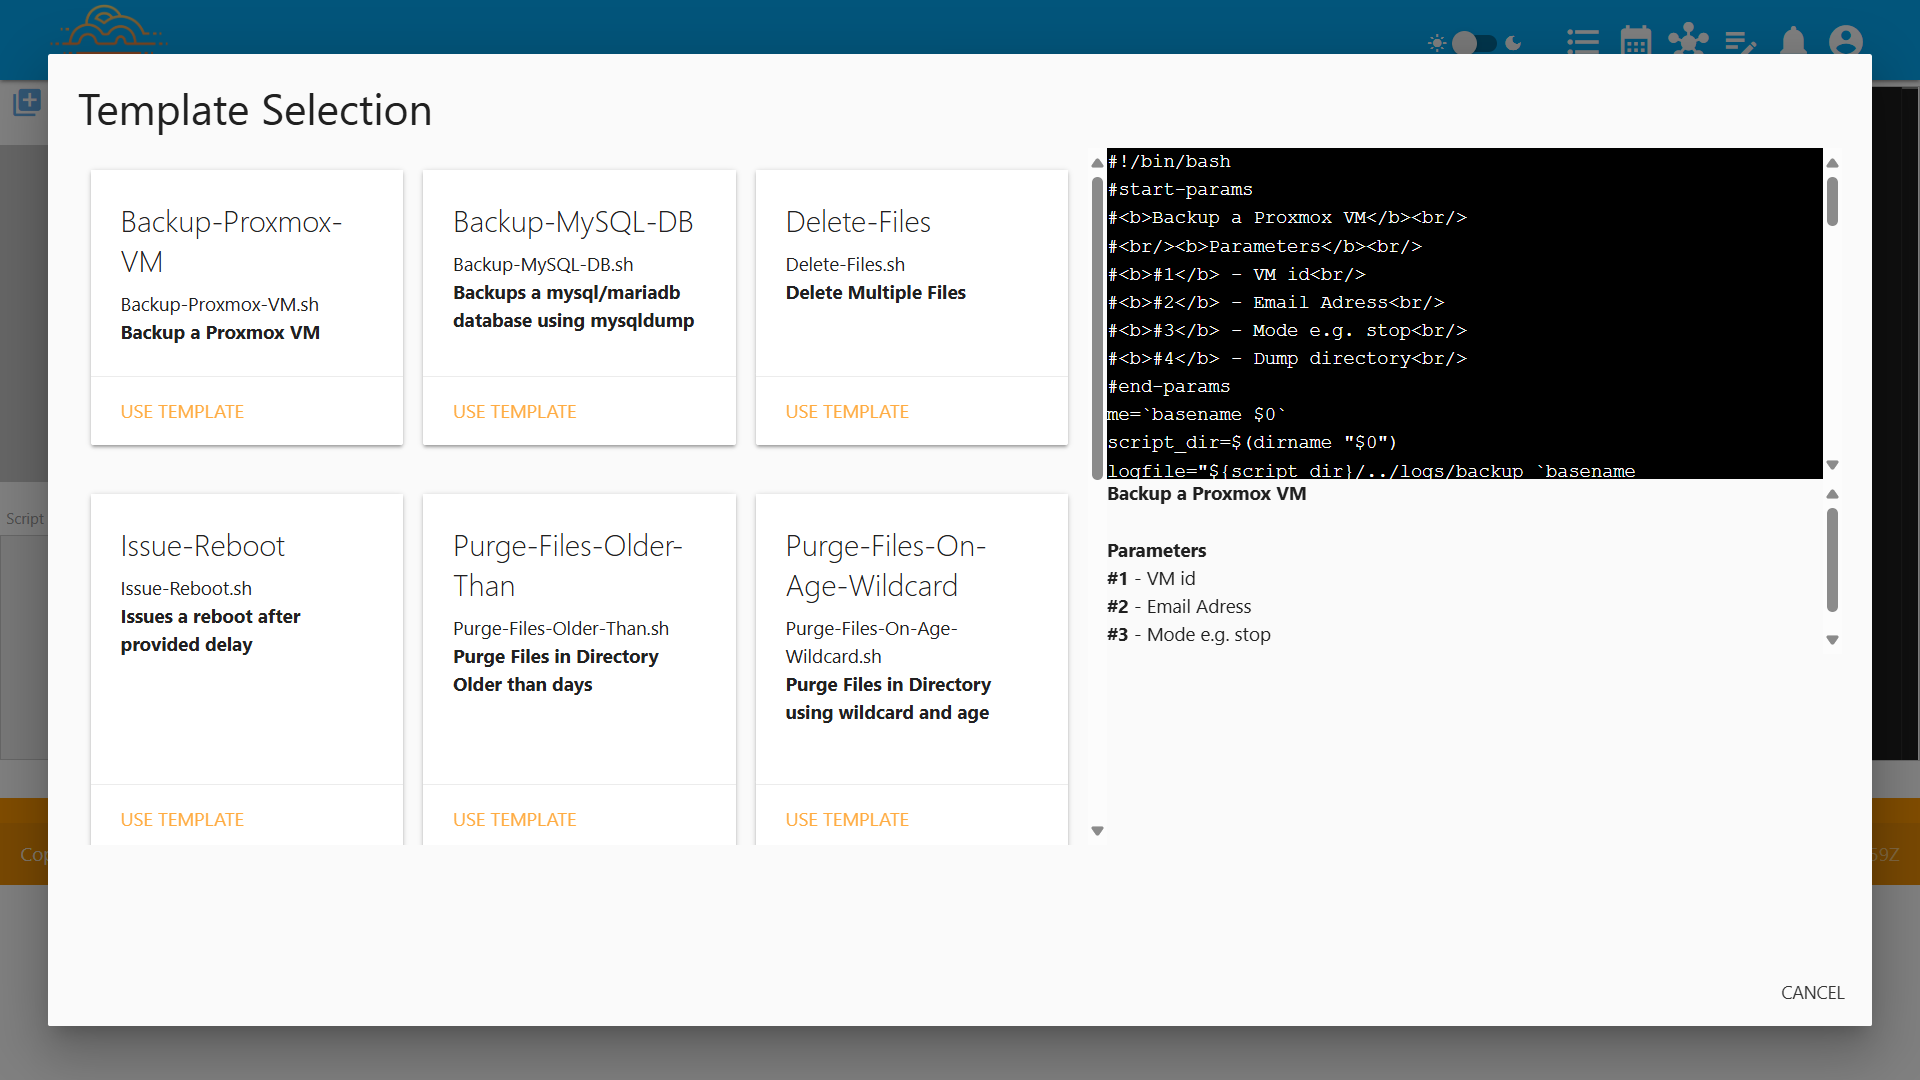 Template Selection
Backup-Proxmox-
VM
Backup-Proxmox-VM.sh
Backup a Proxmox VM
USE TEMPLATE
Backup-MySQL-DB
Backup-MySQL-DB.sh
Backups a mysql/mariadb
database using mysqldump
USE TEMPLATE
Delete-Files
Delete-Files.sh
Delete Multiple Files
USE TEMPLATE
Issue-Reboot
Issue-Reboot.sh
Issues a reboot after
provided delay
USE TEMPLATE
Purge-Files-Older-
Than
Purge-Files-Older-Than.sh
Purge Files in Directory
Older than days
USE TEMPLATE
Purge-Files-On-
Age-Wildcard
Purge-Files-On-Age-
Wildcard.sh
Purge Files in Directory
using wildcard and age
USE TEMPLATE
#!/bin/bash
#start-params
#<b>Backup a Proxmox VM</b><br/>
#<br/><b>Parameters</b><br/>
#<b>#1</b> - VM id<br/>
#<b>#2</b> - Email Adress<br/>
#<b>#3</b> - Mode e.g. stop<br/>
#<b>#4</b> - Dump directory<br/>
#end-params
me=`basename $0`
script_dir=$(dirname "$0")
logfile="${script_dir}/../logs/backup_`basename
Backup a Proxmox VM
Parameters
#1 - VM id
#2 - Email Adress
#3 - Mode e.g. stop
CANCEL
Script
Cop
59Z